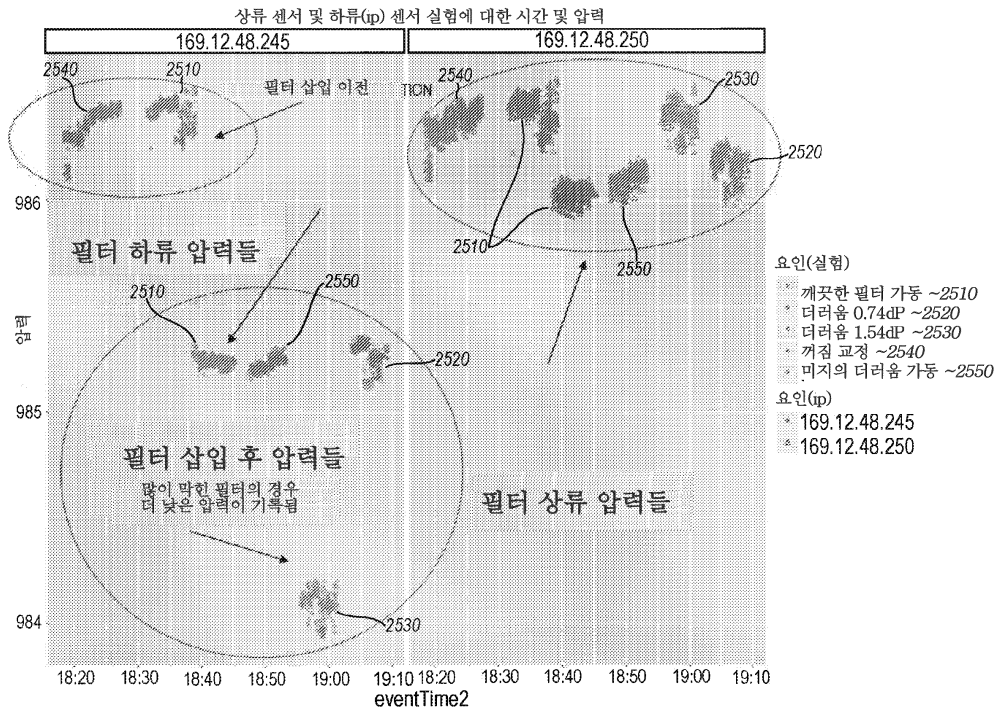 상류 센서 및 하류(ip) 센서 실험에 대한 시간 및 압력
169.12.48.245
169.12.48.250
2540
2510
필터 삽입 이전
TION
2540
2530
2520
986
필터 하류 압력들
2510
2550
2510
2550
압력
2520
985
필터 삽입 후 압력들
많이 막힌 필터의 경우
더 낮은 압력이 기록됨
필터 상류 압력들
984
2530
요인(실험)
깨끗한 필터 가동 ~2510
더러움 0.74dP ~2520
더러움 1.54dP ~2530
꺼짐 교정 ~2540
미지의 더러움 가동 ~2550
요인(ip)
169.12.48.245
169.12.48.250
18:20 18:30 18:40 18:50 19:00 19:10 18:20 18:30 18:40 18:50 19:00 19:10
eventTime2